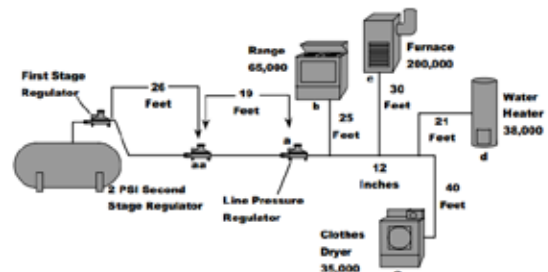 First Stage
Regulator
26
Feet
19
Feet
Range
65,000
b
Furnace
200,000
c
25
Feet
30
Feet
21
Feet
Water
Heater
38,000
d
aa
a
2 PSI Second
Stage Regulator
Line Pressure
Regulator
12
Inches
40
Feet
Clothes
Dryer
35,000